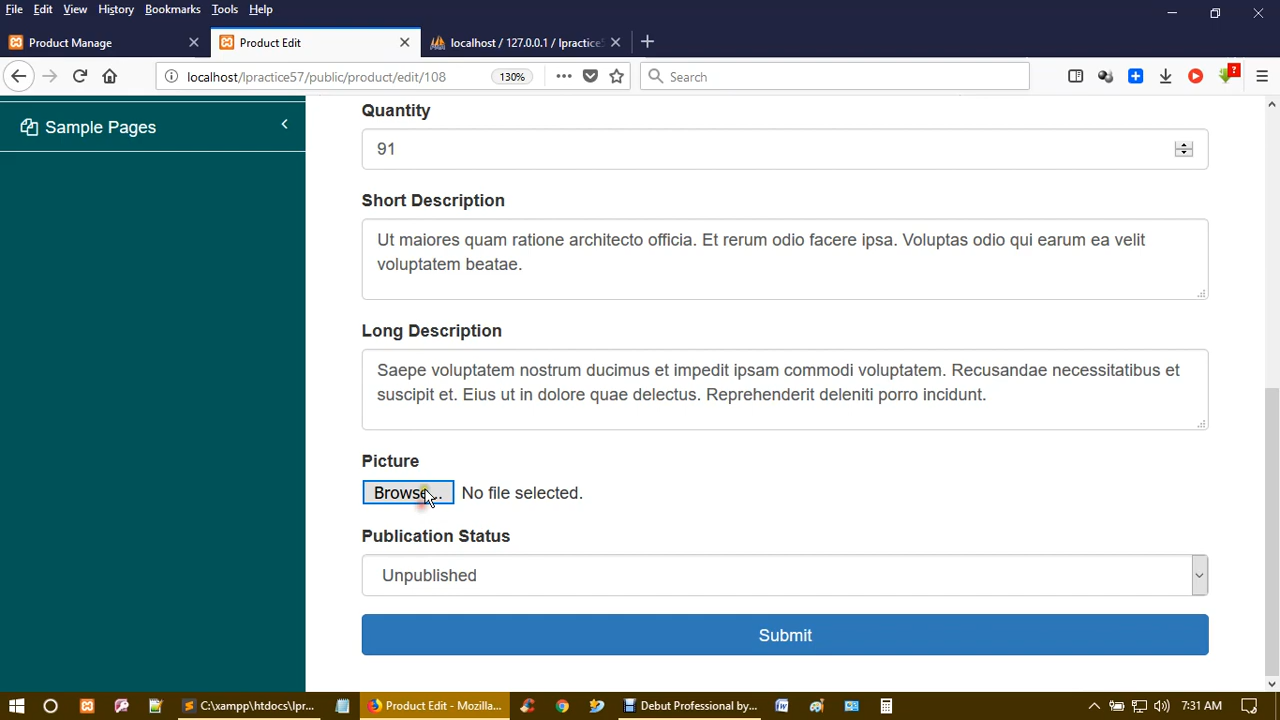 File Edit View History Bookmarks Tools Help
Product Manage
Product Edit
localhost / 127.0.0.1 / lpractice5
localhost/lpractice57/public/product/edit/108
130%
Search
?
Sample Pages
Quantity
91
Short Description
Ut maiores quam ratione architecto officia. Et rerum odio facere ipsa. Voluptas odio qui earum ea velit
voluptatem beatae.
Long Description
Saepe voluptatem nostrum ducimus et impedit ipsam commodi voluptatem. Recusandae necessitatibus et
suscipit et. Eius ut in dolore quae delectus. Reprehenderit deleniti porro incidunt.
Picture
Browse... No file selected.
Publication Status
Unpublished
Submit
C:\xampp\htdocs\lpr...
Product Edit - Mozilla...
Debut Professional by...
7:31 AM